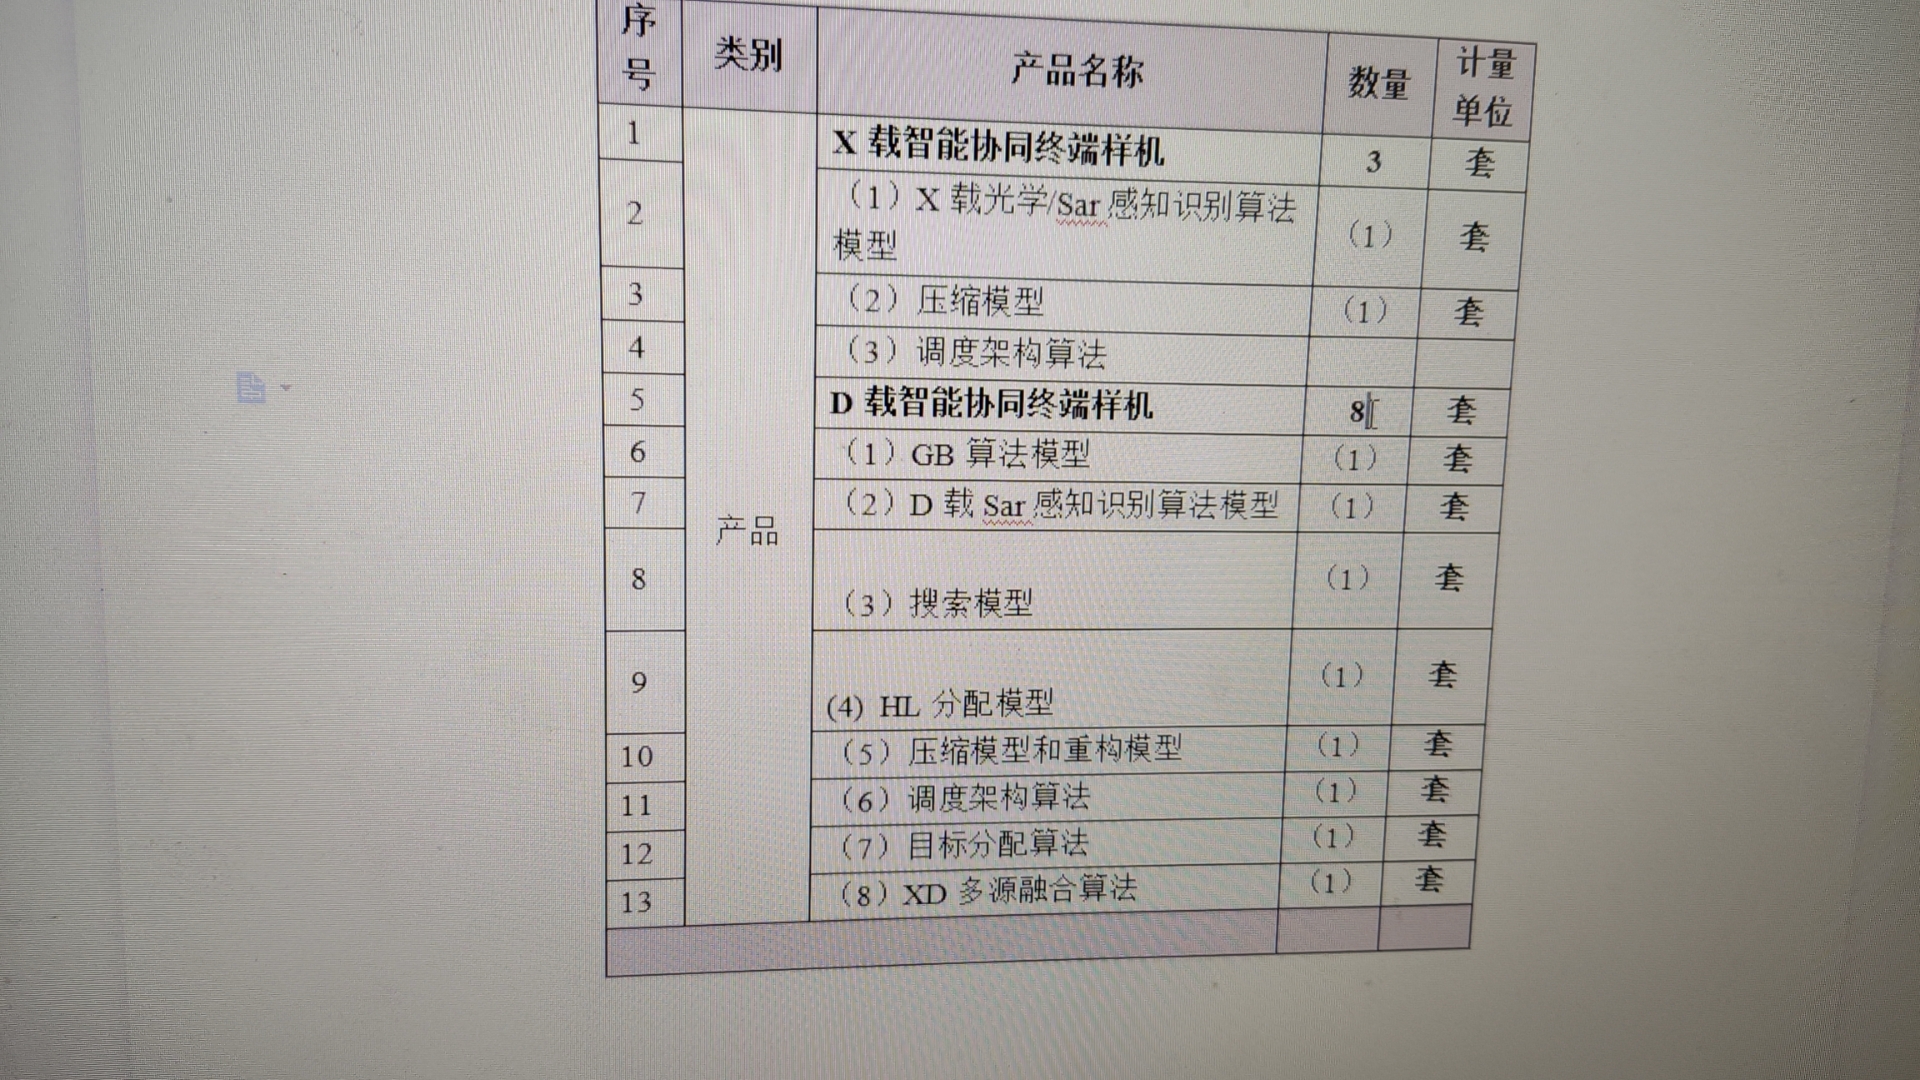 序号 类别 产品名称 数量 计量单位
1 产品 X 载智能协同终端样机 3 套
2 （1）X 载光学/Sar 感知识别算法模型 （1） 套
3 （2）压缩模型 （1） 套
4 （3）调度架构算法
5 D 载智能协同终端样机 8 套
6 （1）GB 算法模型 （1） 套
7 （2）D 载 Sar 感知识别算法模型 （1） 套
8 （3）搜索模型 （1） 套
9 (4) HL 分配模型 （1） 套
10 （5）压缩模型和重构模型 （1） 套
11 （6）调度架构算法 （1） 套
12 （7）目标分配算法 （1） 套
13 （8）XD 多源融合算法 （1） 套